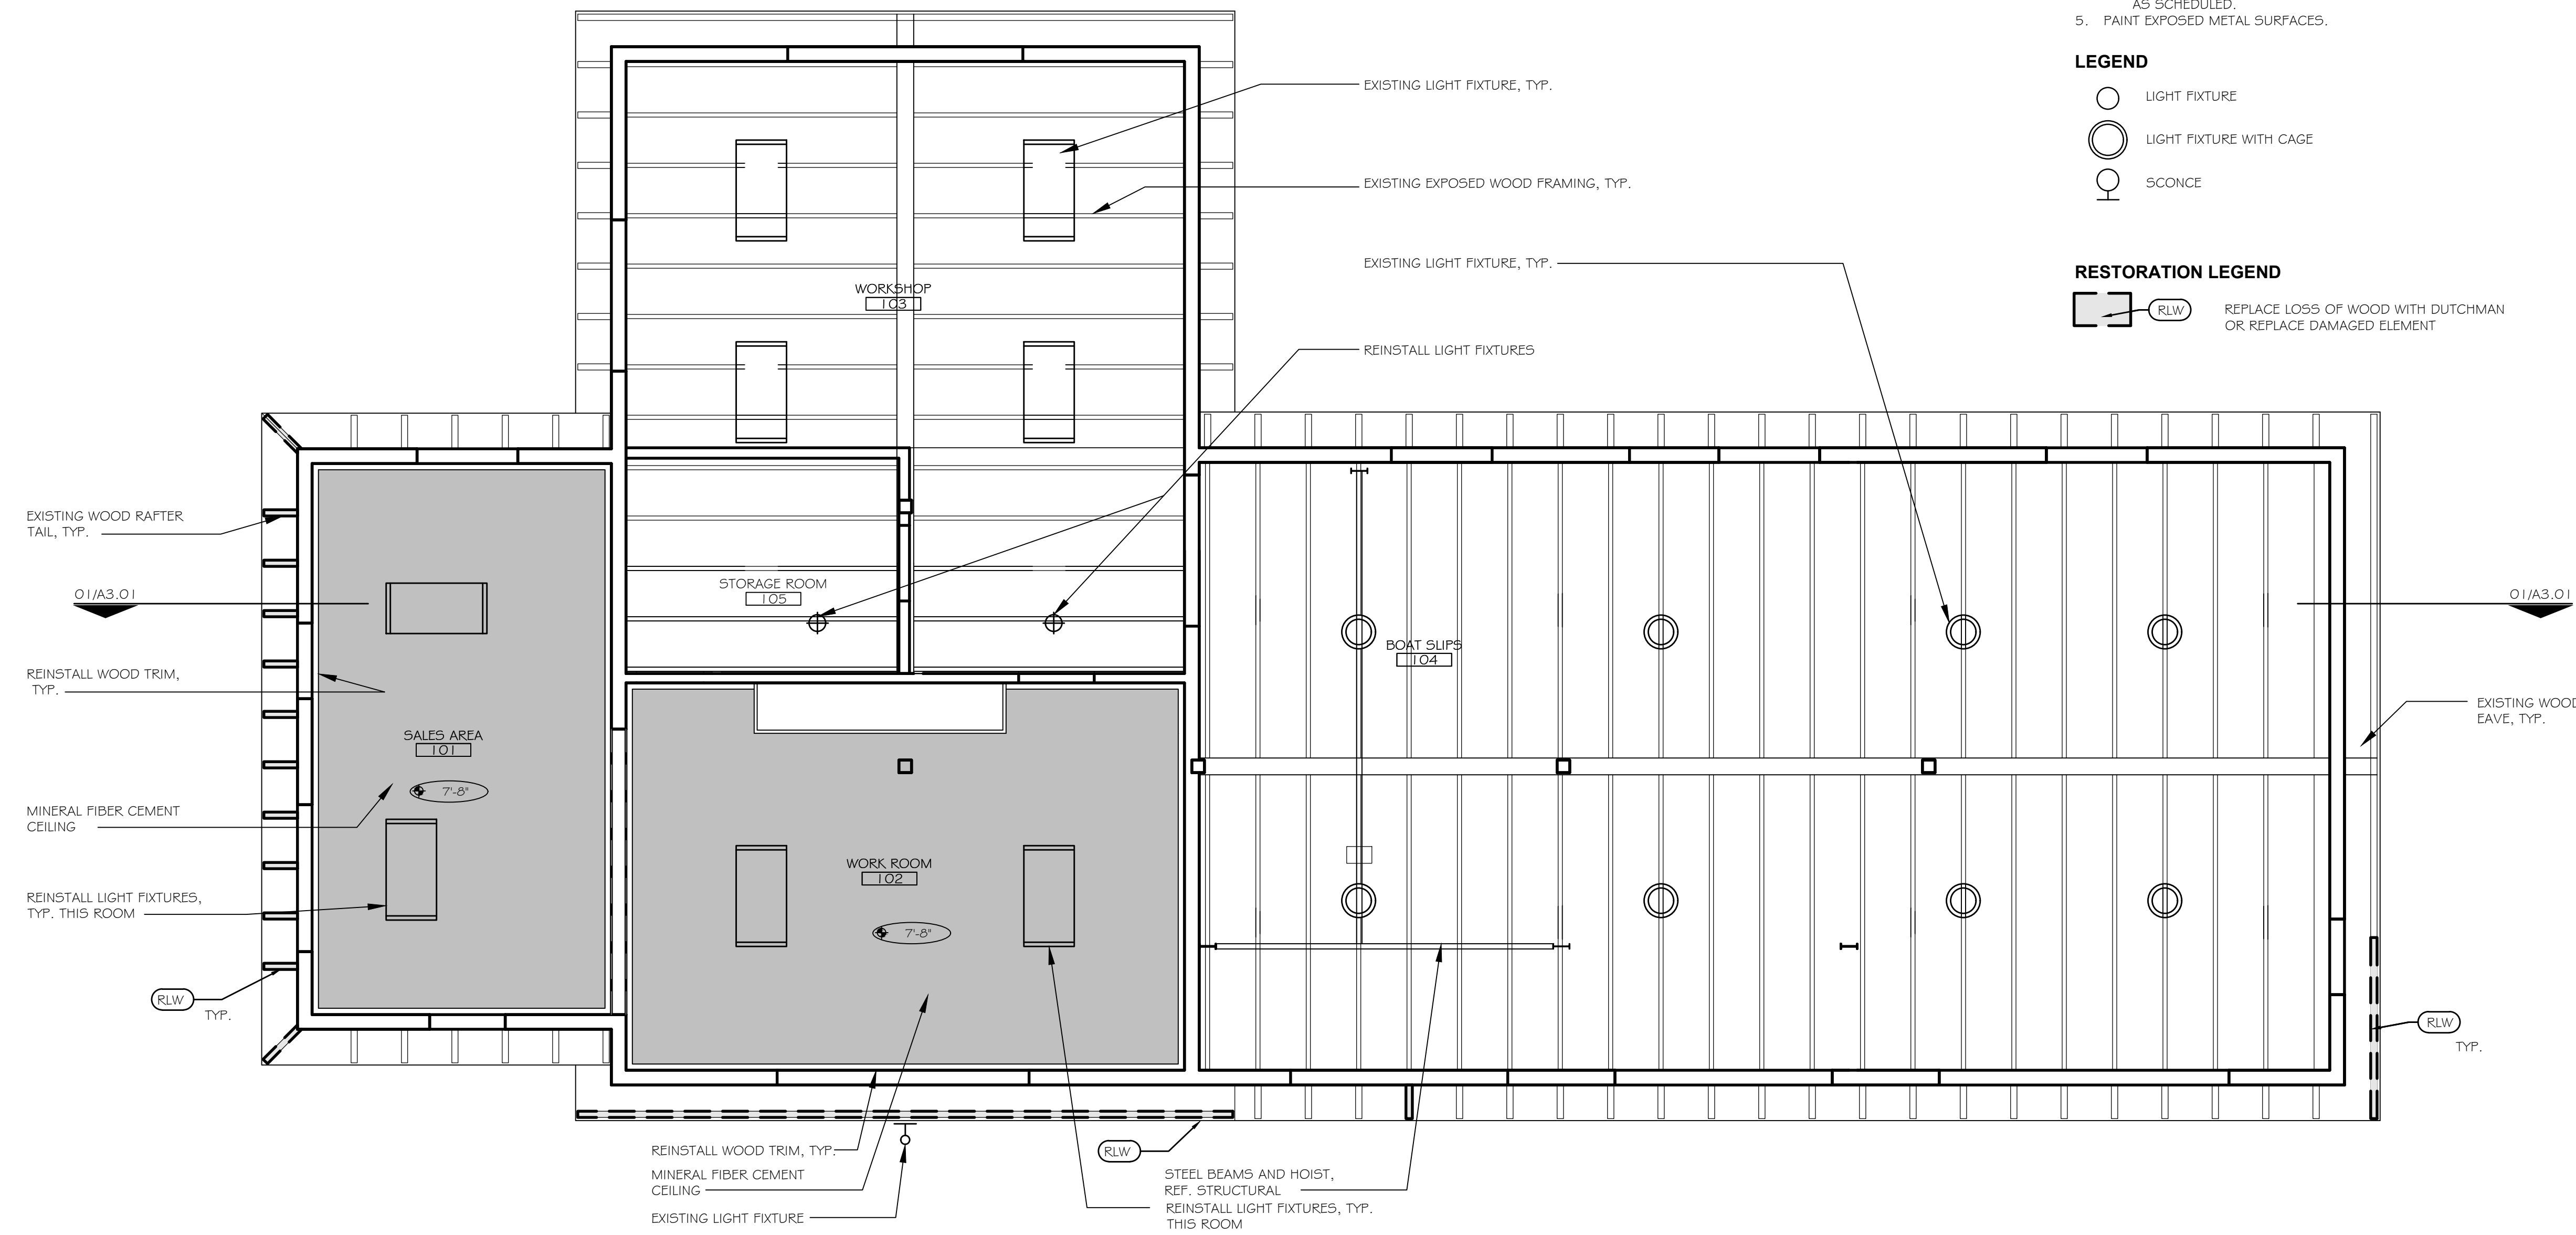 AS SCHEDULED.
5. PAINT EXPOSED METAL SURFACES.
LEGEND
LIGHT FIXTURE
LIGHT FIXTURE WITH CAGE
SCONCE
RESTORATION LEGEND
RLW
REPLACE LOSS OF WOOD WITH DUTCHMAN
OR REPLACE DAMAGED ELEMENT
EXISTING LIGHT FIXTURE, TYP.
EXISTING EXPOSED WOOD FRAMING, TYP.
EXISTING LIGHT FIXTURE, TYP.
REINSTALL LIGHT FIXTURES
WORKSHOP
103
EXISTING WOOD RAFTER
TAIL, TYP.
01/A3.01
REINSTALL WOOD TRIM,
TYP.
SALES AREA
101
7'-8"
MINERAL FIBER CEMENT
CEILING
REINSTALL LIGHT FIXTURES,
TYP. THIS ROOM
RLW
TYP.
STORAGE ROOM
105
BOAT SLIPS
104
01/A3.01
EXISTING WOOD
EAVE, TYP.
WORK ROOM
102
7'-8"
RLW
TYP.
REINSTALL WOOD TRIM, TYP.
MINERAL FIBER CEMENT
CEILING
EXISTING LIGHT FIXTURE
RLW
STEEL BEAMS AND HOIST,
REF. STRUCTURAL
REINSTALL LIGHT FIXTURES, TYP.
THIS ROOM